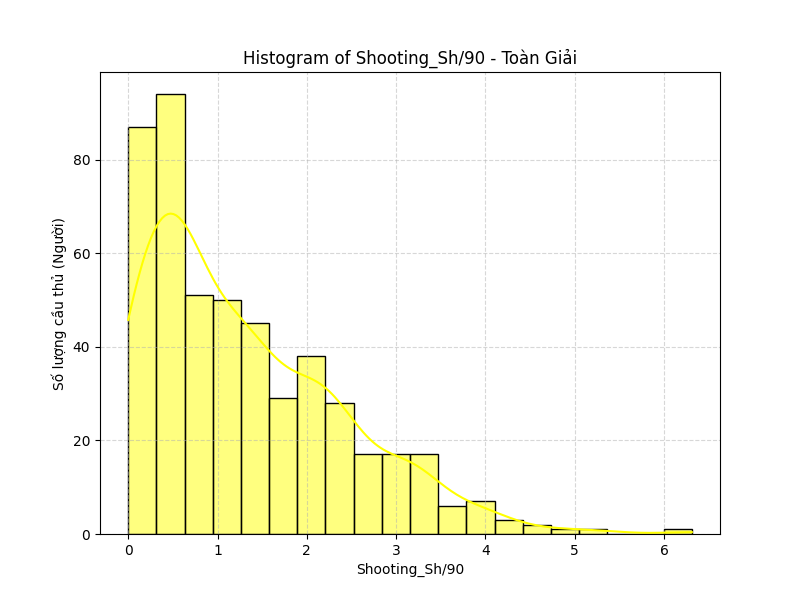 Histogram of Shooting_Sh/90 - Toàn Giải
Số lượng cầu thủ (Người)
80
60
40
20
0
0 1 2 3 4 5 6
Shooting_Sh/90